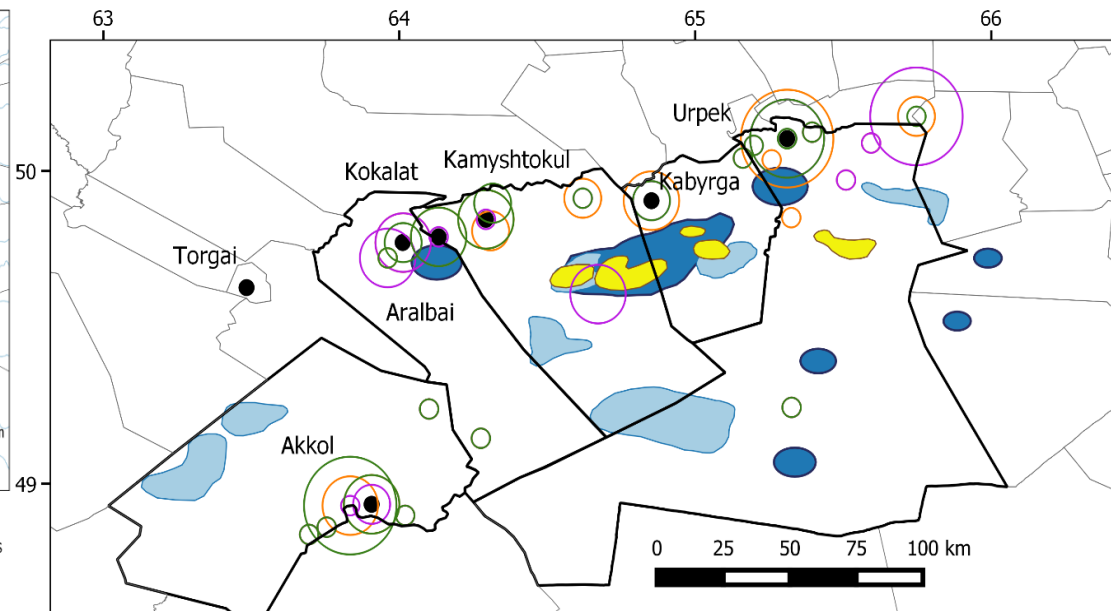 63 64 65 66
Urpek
50
Kamyshtokul
Kokalat
Kabyrga
Torgai
Aralbai
Akkol
49
0 25 50 75 100 km